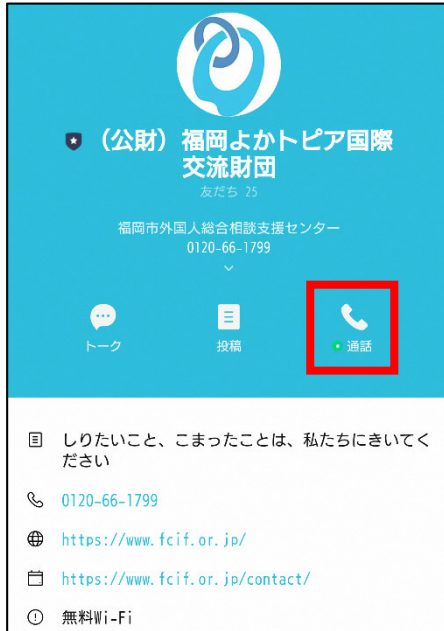 （公財）福岡よかトピア国際
交流財団
友だち 25
福岡市外国人総合相談支援センター
0120-66-1799
トーク
投稿
通話
しりたいこと、こまったことは、私たちにきいてく
ださい
0120-66-1799
https://www.fcif.or.jp/
https://www.fcif.or.jp/contact/
無料Wi-Fi